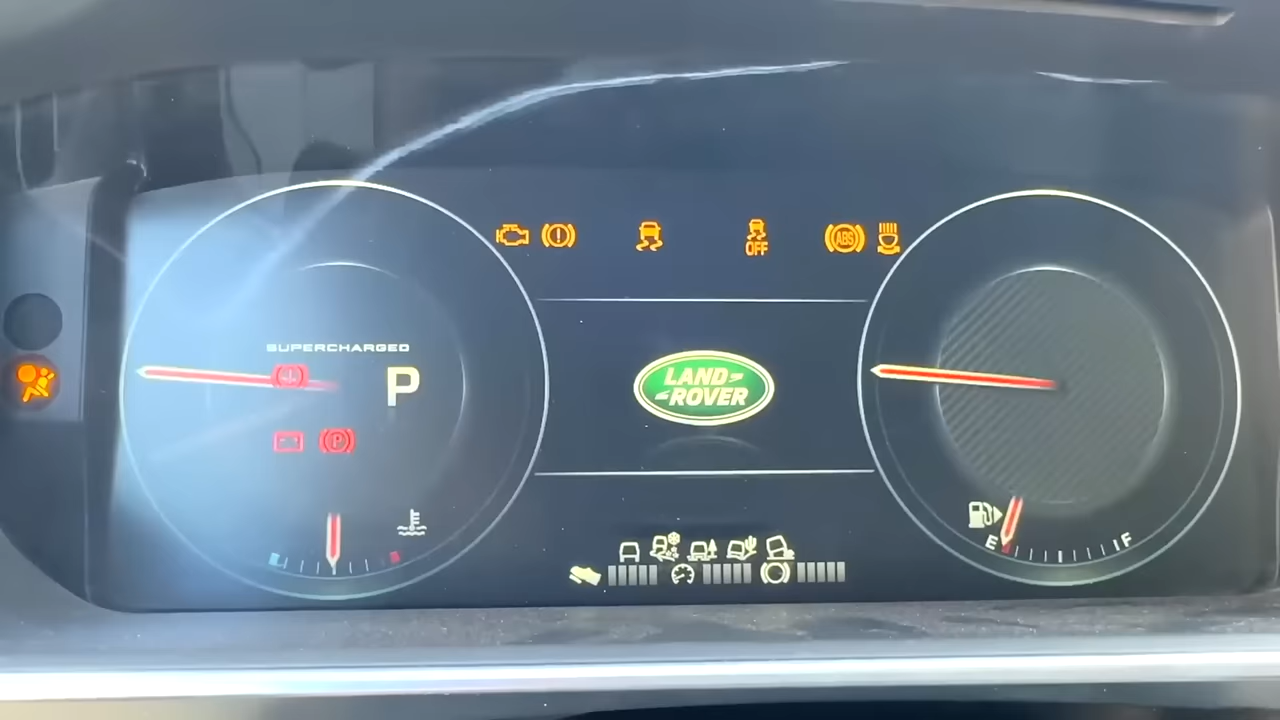 ABS
OFF
SUPERCHARGED
P
LAND
ROVER
P
E
F